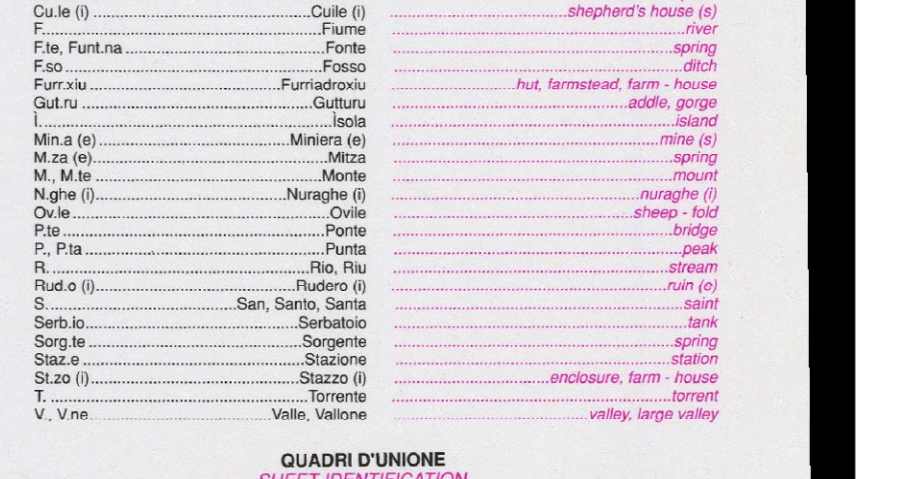 Cu.le (i) ............ Cuile (i) ............ shepherd's house (s)
F. ............ Fiume ............ river
F.te, Funt.na ............ Fonte ............ spring
F.so ............ Fosso ............ ditch
Furr.xiu ............ Furriadroxiu ............ hut, farmstead, farm - house
Gut.ru ............ Gutturu ............ addle, gorge
Ì. ............ Ìsola ............ island
Min.a (e) ............ Miniera (e) ............ mine (s)
M.za (e) ............ Mitza ............ spring
M., M.te ............ Monte ............ mount
N.ghe (i) ............ Nuraghe (i) ............ nuraghe (i)
Ov.le ............ Ovile ............ sheep - fold
P.te ............ Ponte ............ bridge
P., P.ta ............ Punta ............ peak
R. ............ Rio, Riu ............ stream
Rud.o (i) ............ Rudero (i) ............ ruin (e)
S. ............ San, Santo, Santa ............ saint
Serb.io ............ Serbatoio ............ tank
Sorg.te ............ Sorgente ............ spring
Staz.e ............ Stazione ............ station
St.zo (i) ............ Stazzo (i) ............ enclosure, farm - house
T. ............ Torrente ............ torrent
V., V.ne ............ Valle, Vallone ............ valley, large valley
QUADRI D'UNIONE
SHEET IDENTIFICATION